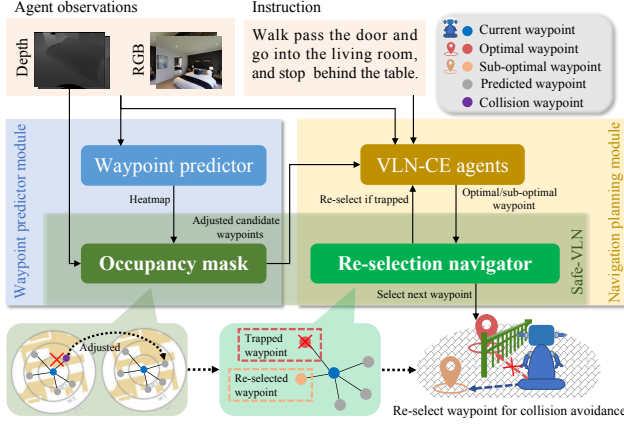 Agent observations
Instruction
Depth
RGB
Walk pass the door and
go into the living room,
and stop behind the table.
Current waypoint
Optimal waypoint
Sub-optimal waypoint
Predicted waypoint
Collision waypoint
Waypoint predictor module
Waypoint predictor
VLN-CE agents
Navigation planning module
Heatmap
Re-select if trapped
Optimal/sub-optimal
waypoint
Adjusted candidate
waypoints
Occupancy mask
Re-selection navigator
Safe-VLN
Select next waypoint
Adjusted
Trapped
waypoint
Re-selected
waypoint
Re-select waypoint for collision avoidance